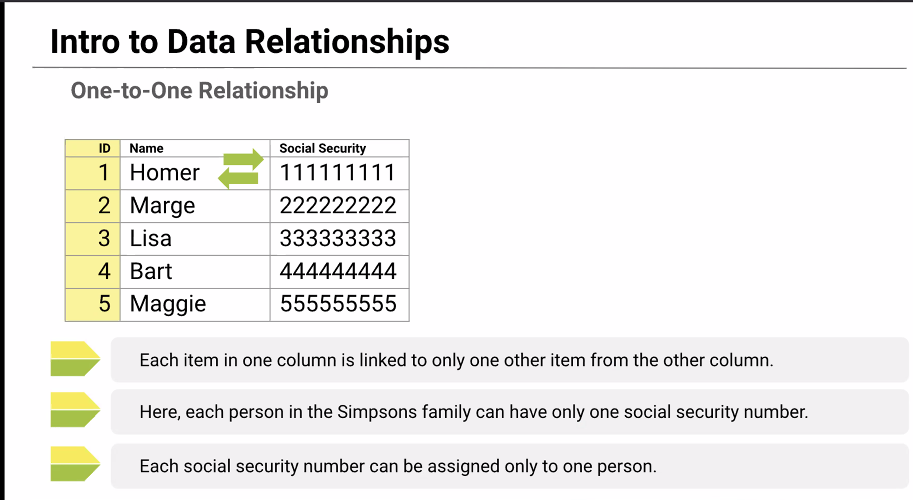 Intro to Data Relationships
One-to-One Relationship
ID Name Social Security
1 Homer 111111111
2 Marge 222222222
3 Lisa 333333333
4 Bart 444444444
5 Maggie 555555555
Each item in one column is linked to only one other item from the other column.
Here, each person in the Simpsons family can have only one social security number.
Each social security number can be assigned only to one person.